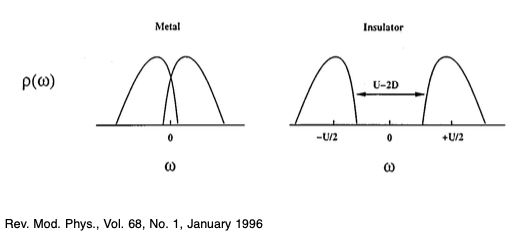 Metal
Insulator
ρ(ω)
U–2D
0
–U/2
0
+U/2
ω
ω
Rev. Mod. Phys., Vol. 68, No. 1, January 1996